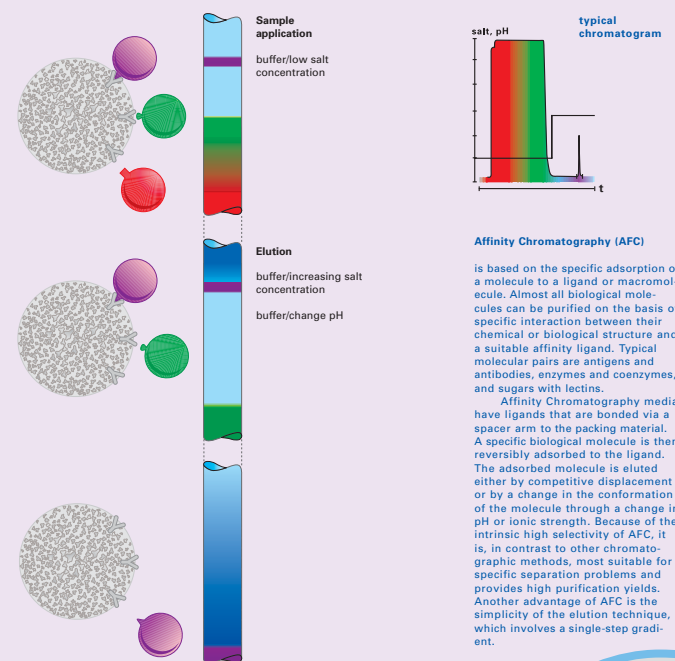 Sample
application
buffer/low salt
concentration
Elution
buffer/increasing salt
concentration
buffer/change pH
typical
chromatogram
salt, pH
t
Affinity Chromatography (AFC)
is based on the specific adsorption o
a molecule to a ligand or macromol
ecule. Almost all biological mole-
cules can be purified on the basis o
specific interaction between their
chemical or biological structure and
a suitable affinity ligand. Typical
molecular pairs are antigens and
antibodies, enzymes and coenzymes,
and sugars with lectins.
Affinity Chromatography media
have ligands that are bonded via a
spacer arm to the packing material.
A specific biological molecule is then
reversibly adsorbed to the ligand.
The adsorbed molecule is eluted
either by competitive displacement
or by a change in the conformation
of the molecule through a change in
pH or ionic strength. Because of the
intrinsic high selectivity of AFC, it
is, in contrast to other chromato-
graphic methods, most suitable for
specific separation problems and
provides high purification yields.
Another advantage of AFC is the
simplicity of the elution technique,
which involves a single-step gradi-
ent.